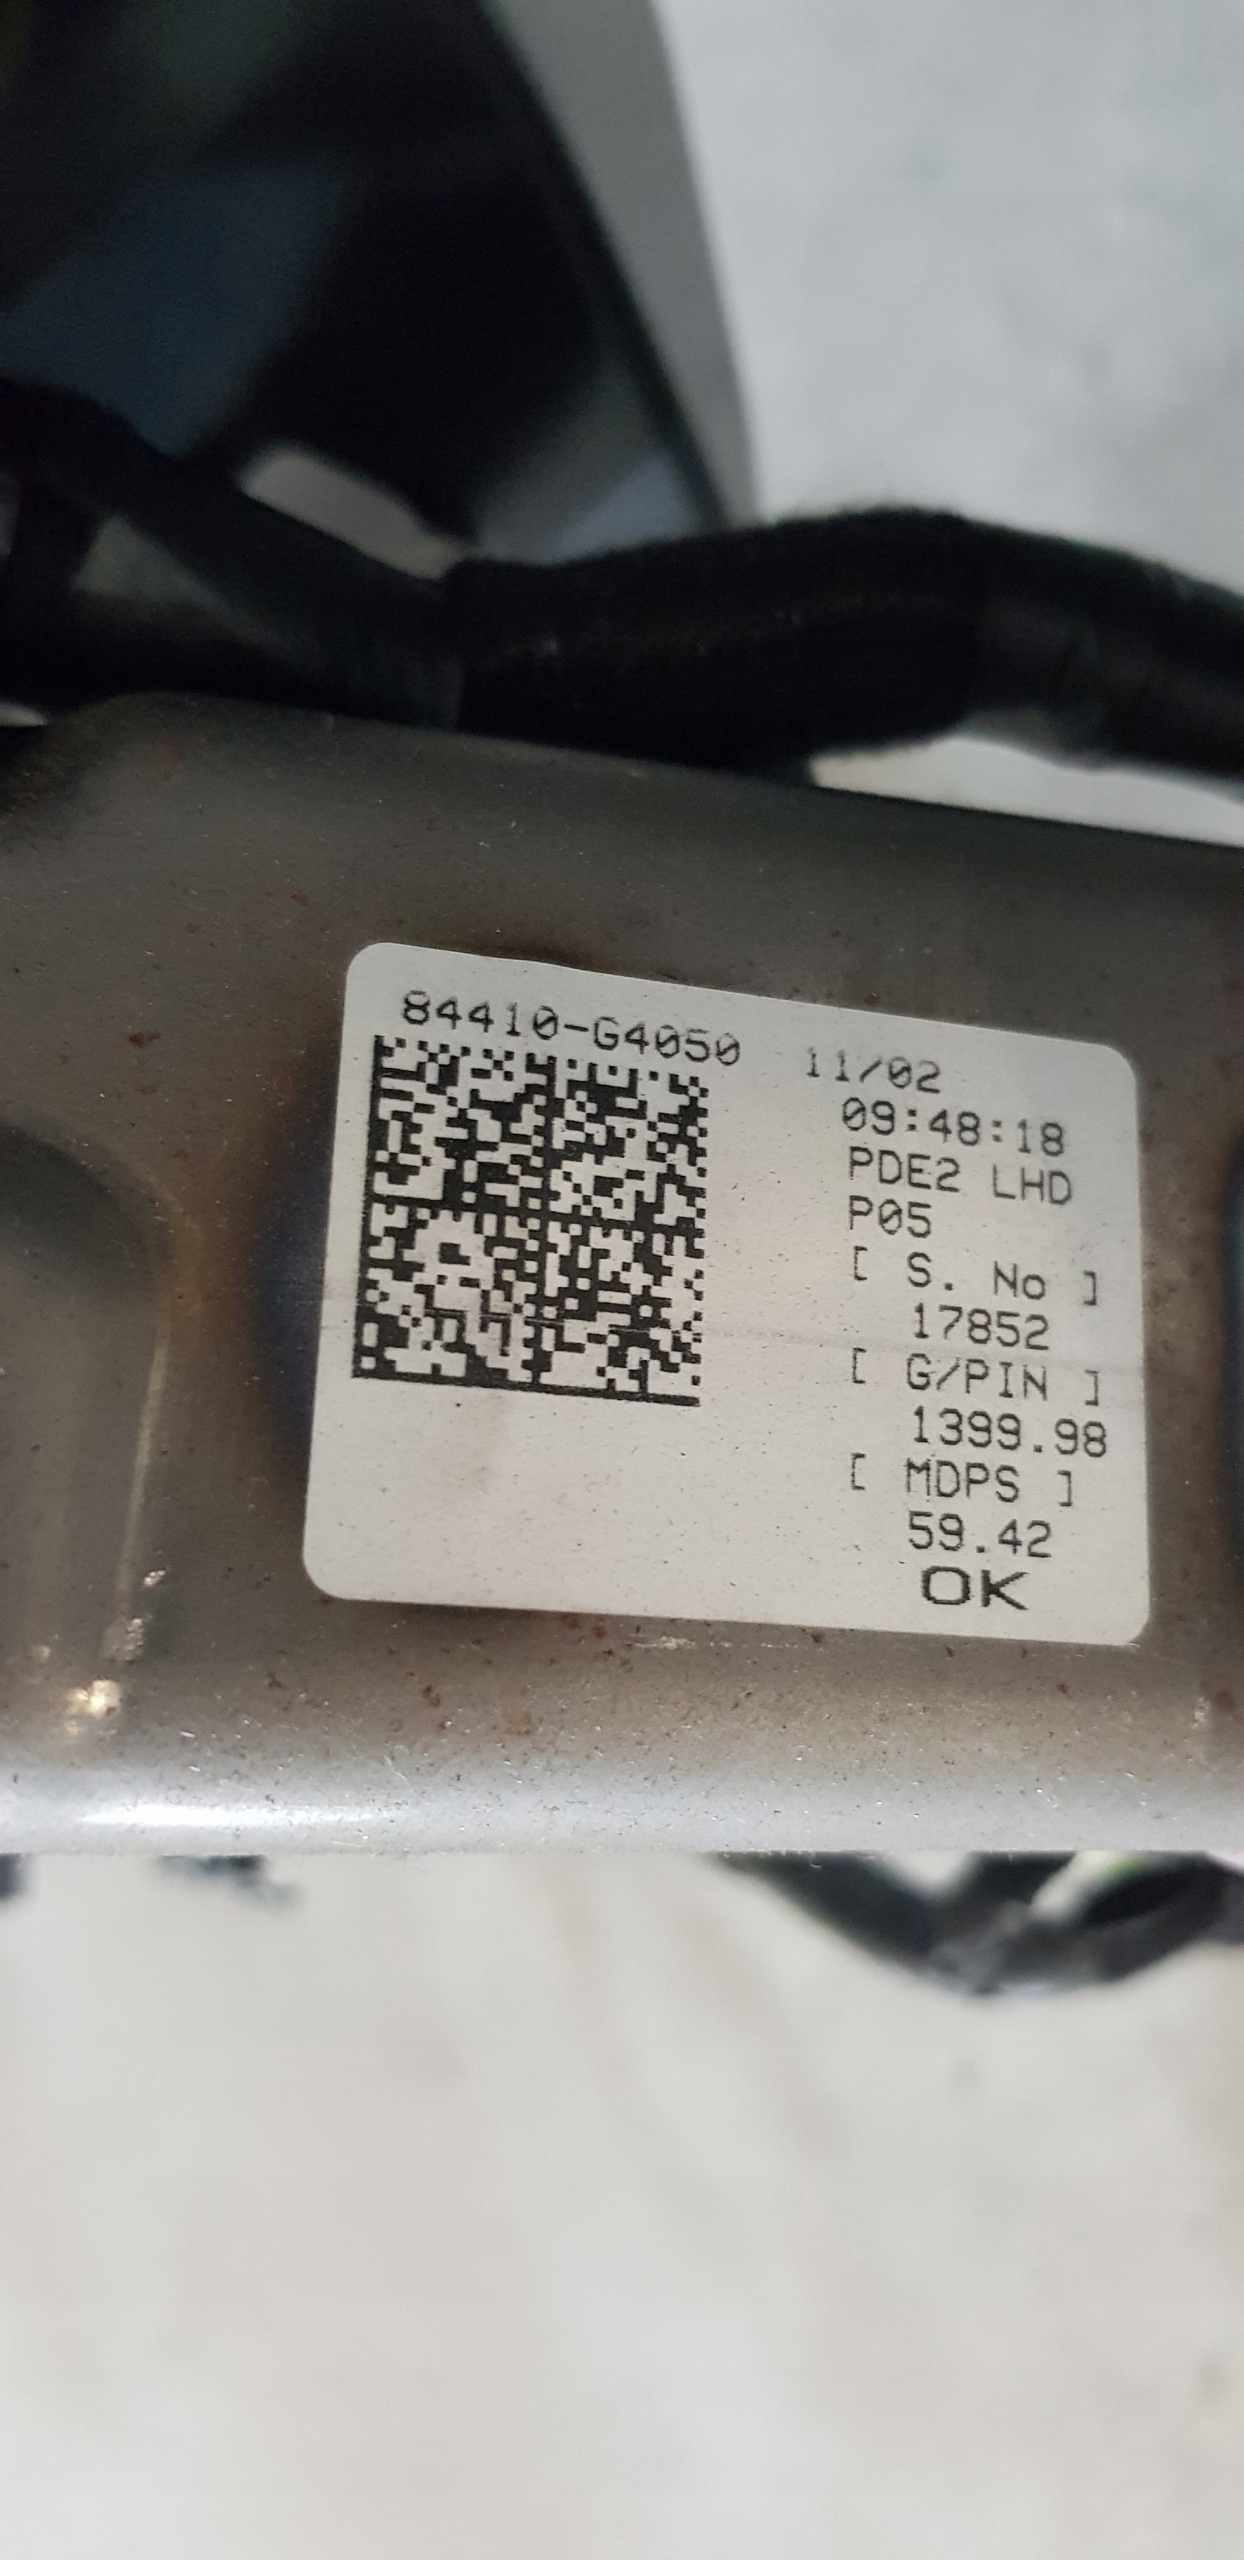 84410-G4050 11/02
09:48:18
PDE2 LHD
P05
[ S. No ]
17852
[ G/PIN ]
1399.98
[ MDPS ]
59.42
OK